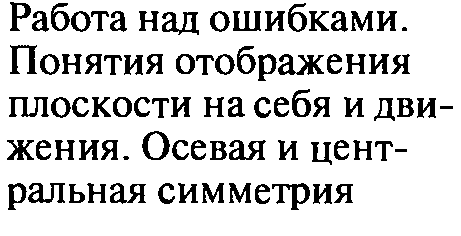 Работа над ошибками.
Понятия отображения
плоскости на себя и дви-
жения. Осевая и цент-
ральная симметрия